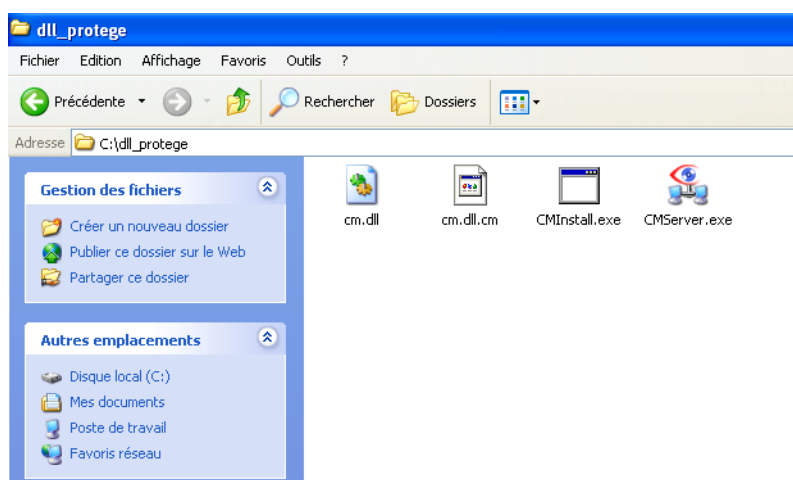 dll_protege
Fichier Edition Affichage Favoris Outils ?
Précédente Rechercher Dossiers
Adresse C:\dll_protege
Gestion des fichiers
Créer un nouveau dossier
Publier ce dossier sur le Web
Partager ce dossier
Autres emplacements
Disque local (C:)
Mes documents
Poste de travail
Favoris réseau
cm.dll cm.dll.cm CMInstall.exe CMServer.exe